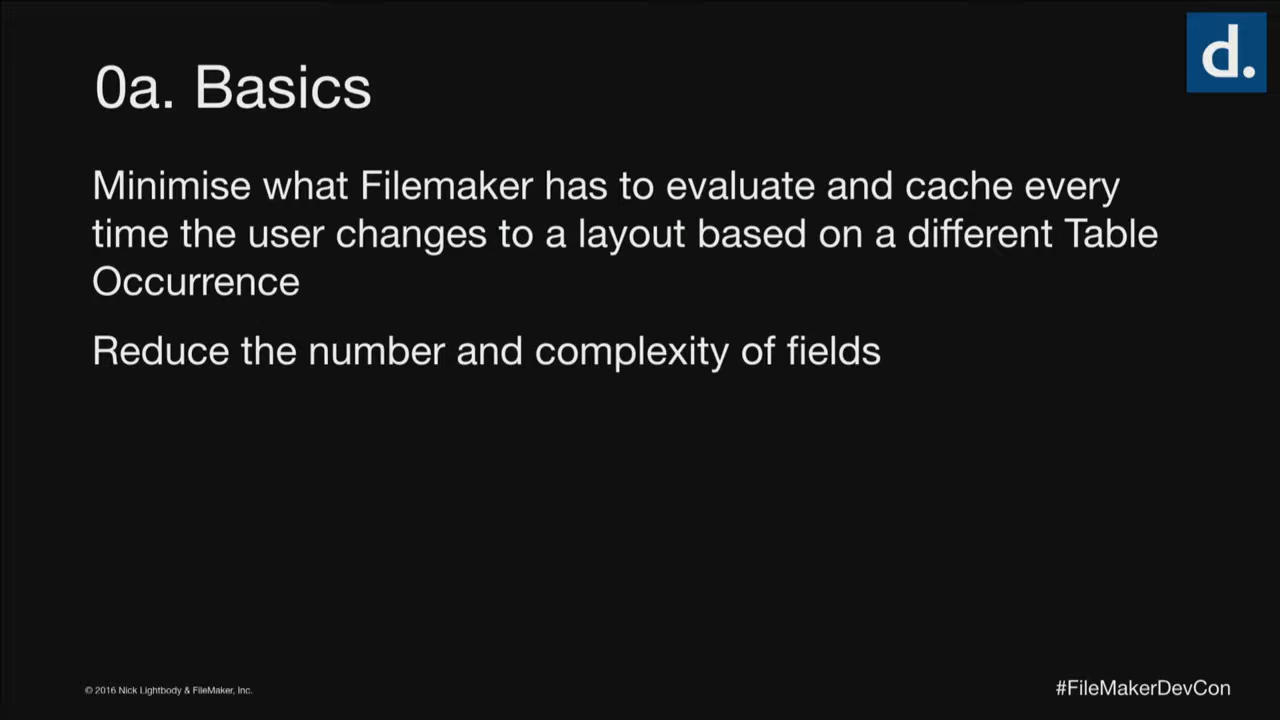 d.
0a. Basics
Minimise what Filemaker has to evaluate and cache every
time the user changes to a layout based on a different Table
Occurrence
Reduce the number and complexity of fields
© 2016 Nick Lightbody & FileMaker, Inc.
#FileMakerDevCon